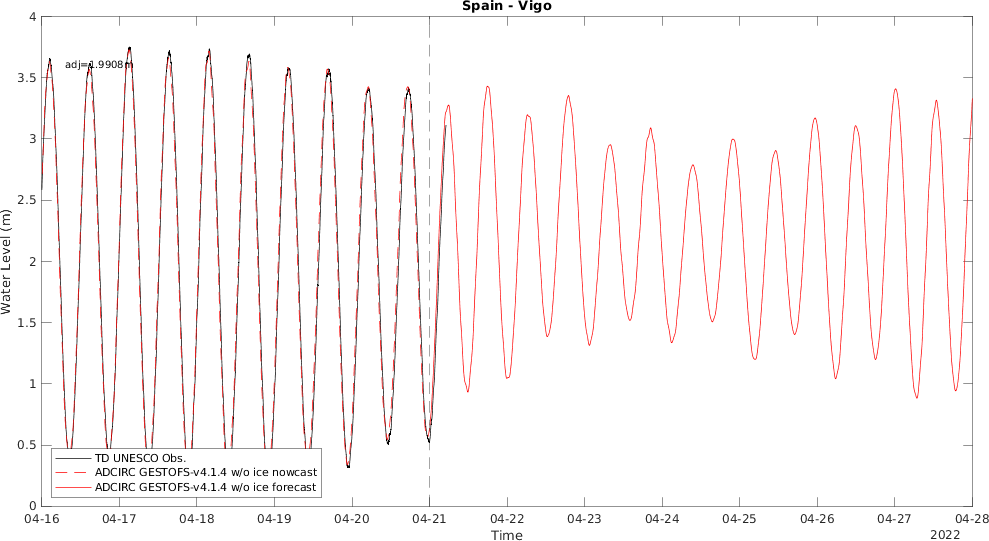 Spain - Vigo
4
adj=1.9908 m
3.5
3
2.5
2
1.5
1
0.5
0
Water Level (m)
TD UNESCO Obs.
ADCIRC GESTOFS-v4.1.4 w/o ice nowcast
ADCIRC GESTOFS-v4.1.4 w/o ice forecast
04-16 04-17 04-18 04-19 04-20 04-21 04-22 04-23 04-24 04-25 04-26 04-27 04-28
Time
2022